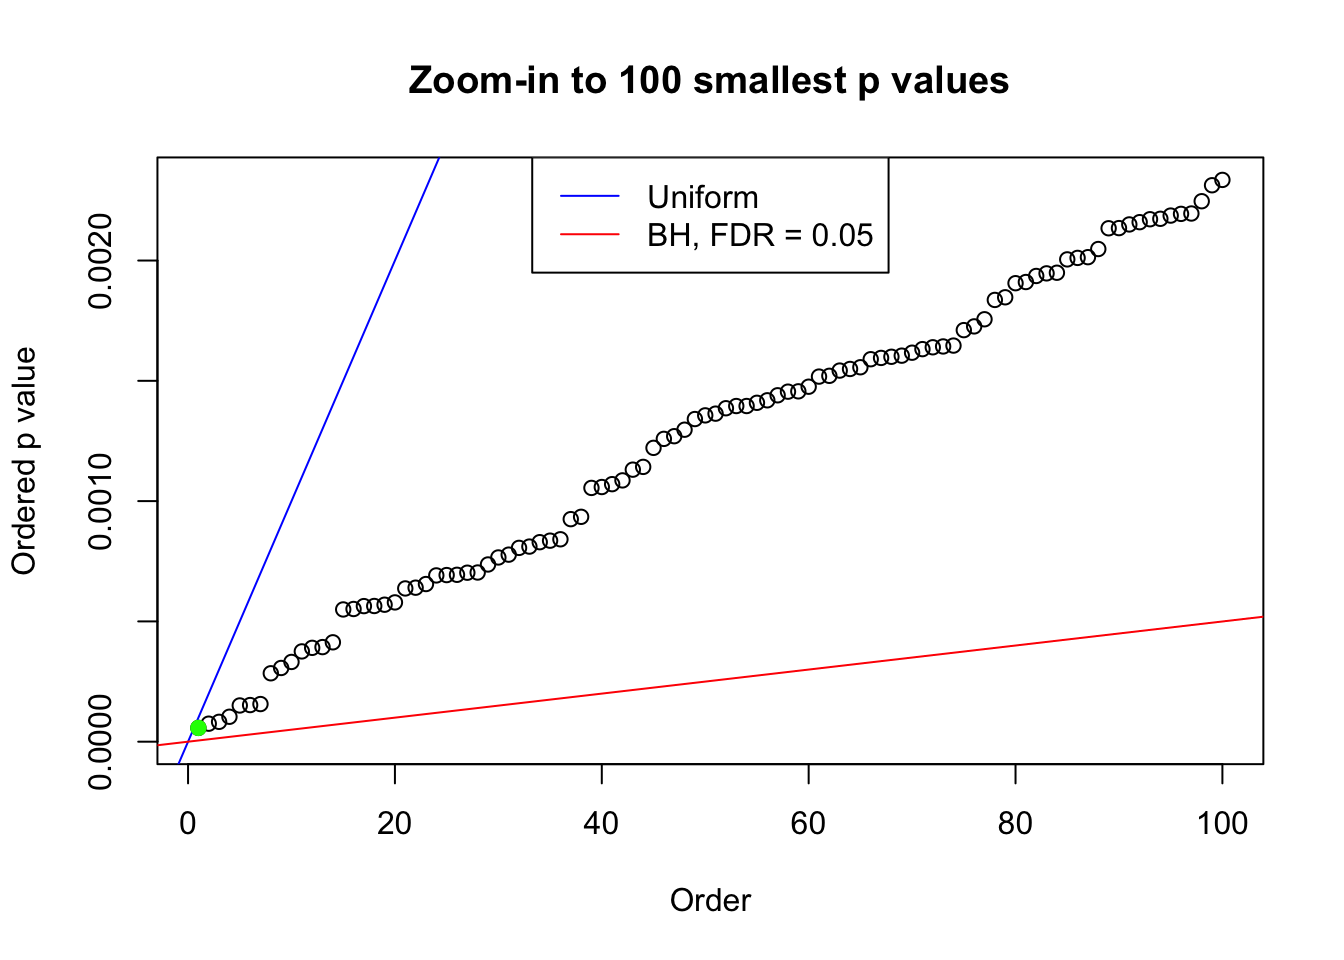 Zoom-in to 100 smallest p values
Uniform
BH, FDR = 0.05
Ordered p value
0.0020
0.0010
0.0000
0 20 40 60 80 100
Order